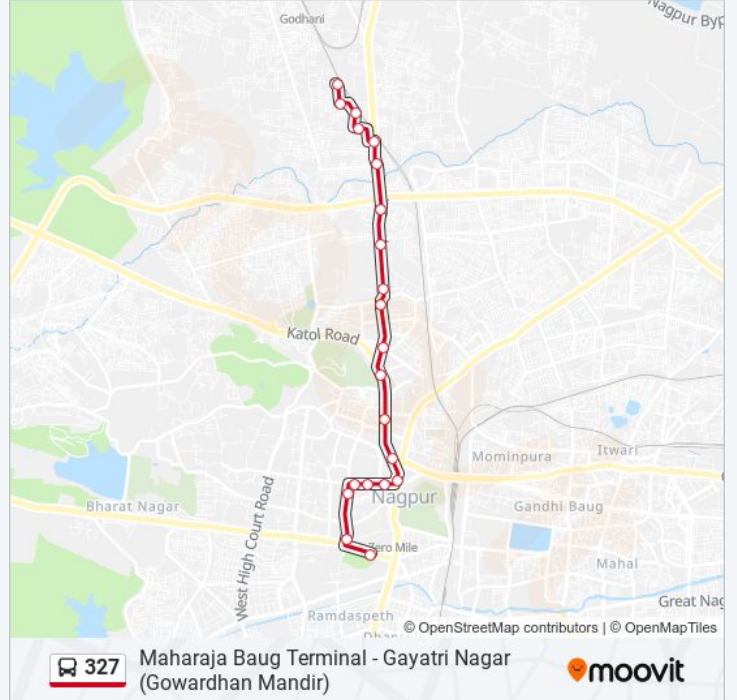 Godhani
Nagpur Byp
Katol Road
Mominpura
Itwari
Nagpur
Bharat Nagar
Gandhi Baug
West High Court Road
Zero Mile
Mahal
Great Nag
Ramdaspeth
Dhan
© OpenStreetMap contributors | © OpenMapTiles
327
Maharaja Baug Terminal - Gayatri Nagar
(Gowardhan Mandir)
moovit